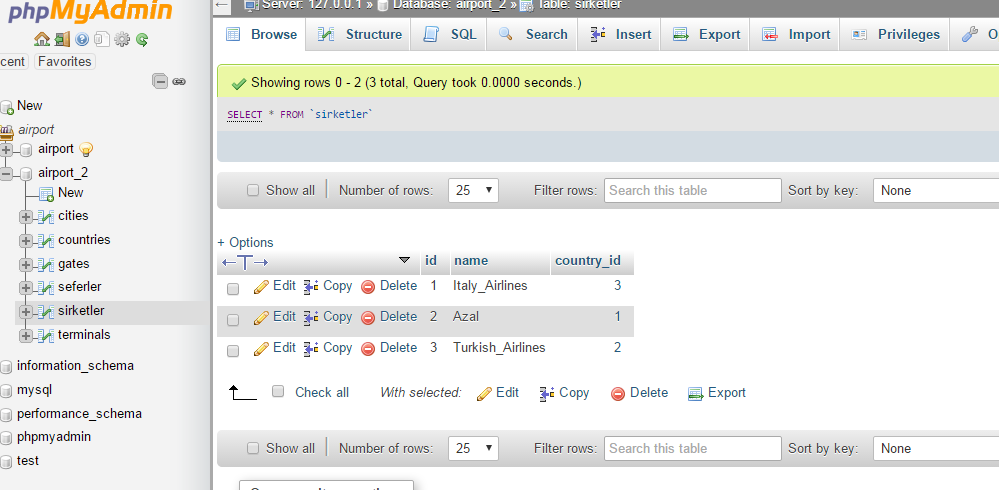 phpMyAdmin
cent Favorites
New
airport
airport
airport_2
New
cities
countries
gates
seferler
sirketler
terminals
information_schema
mysql
performance_schema
phpmyadmin
test
Server: 127.0.0.1 » Database: airport_2 » Table: sirketler
Browse Structure SQL Search Insert Export Import Privileges O
Showing rows 0 - 2 (3 total, Query took 0.0000 seconds.)
SELECT * FROM `sirketler`
Show all Number of rows: 25 Filter rows: Search this table Sort by key: None
+ Options
id name country_id
Edit Copy Delete 1 Italy_Airlines 3
Edit Copy Delete 2 Azal 1
Edit Copy Delete 3 Turkish_Airlines 2
Check all With selected: Edit Copy Delete Export
Show all Number of rows: 25 Filter rows: Search this table Sort by key: None